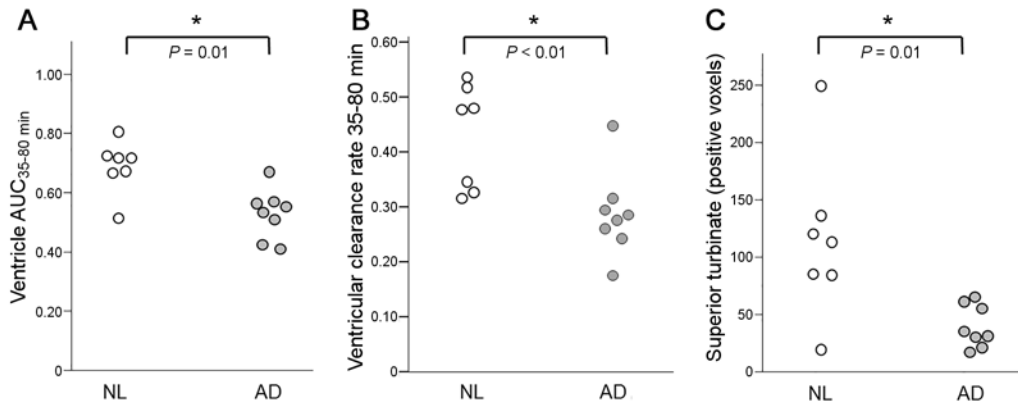 A
*
P = 0.01
Ventricle AUC35-80 min
1.00
0.80
0.60
0.40
0.20
0
NL
AD
B
*
P < 0.01
Ventricular clearance rate 35-80 min
0.60
0.50
0.40
0.30
0.20
0.10
0.00
NL
AD.
C
*
P = 0.01
Superior turbinate (positive voxels)
250
200
150
100
50
0
NL
AD